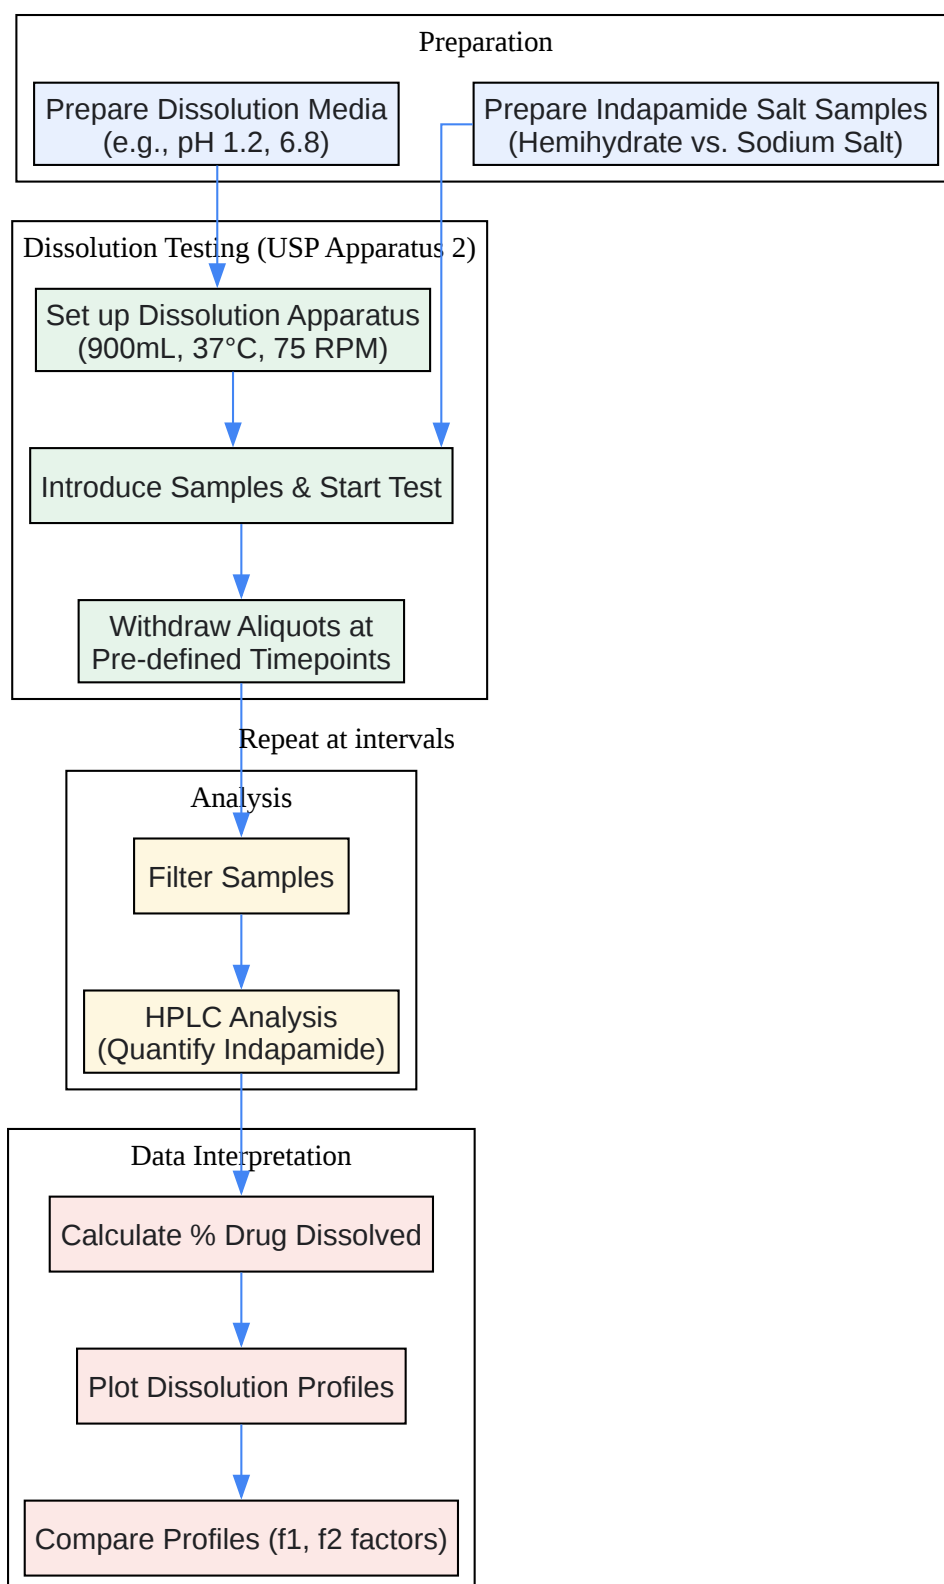 Preparation
Prepare Dissolution Media
(e.g., pH 1.2, 6.8)
Prepare Indapamide Salt Samples
(Hemihydrate vs. Sodium Salt)
Dissolution Testing (USP Apparatus 2)
Set up Dissolution Apparatus
(900mL, 37°C, 75 RPM)
Introduce Samples & Start Test
Withdraw Aliquots at
Pre-defined Timepoints
Repeat at intervals
Analysis
Filter Samples
HPLC Analysis
(Quantify Indapamide)
Data Interpretation
Calculate % Drug Dissolved
Plot Dissolution Profiles
Compare Profiles (f1, f2 factors)